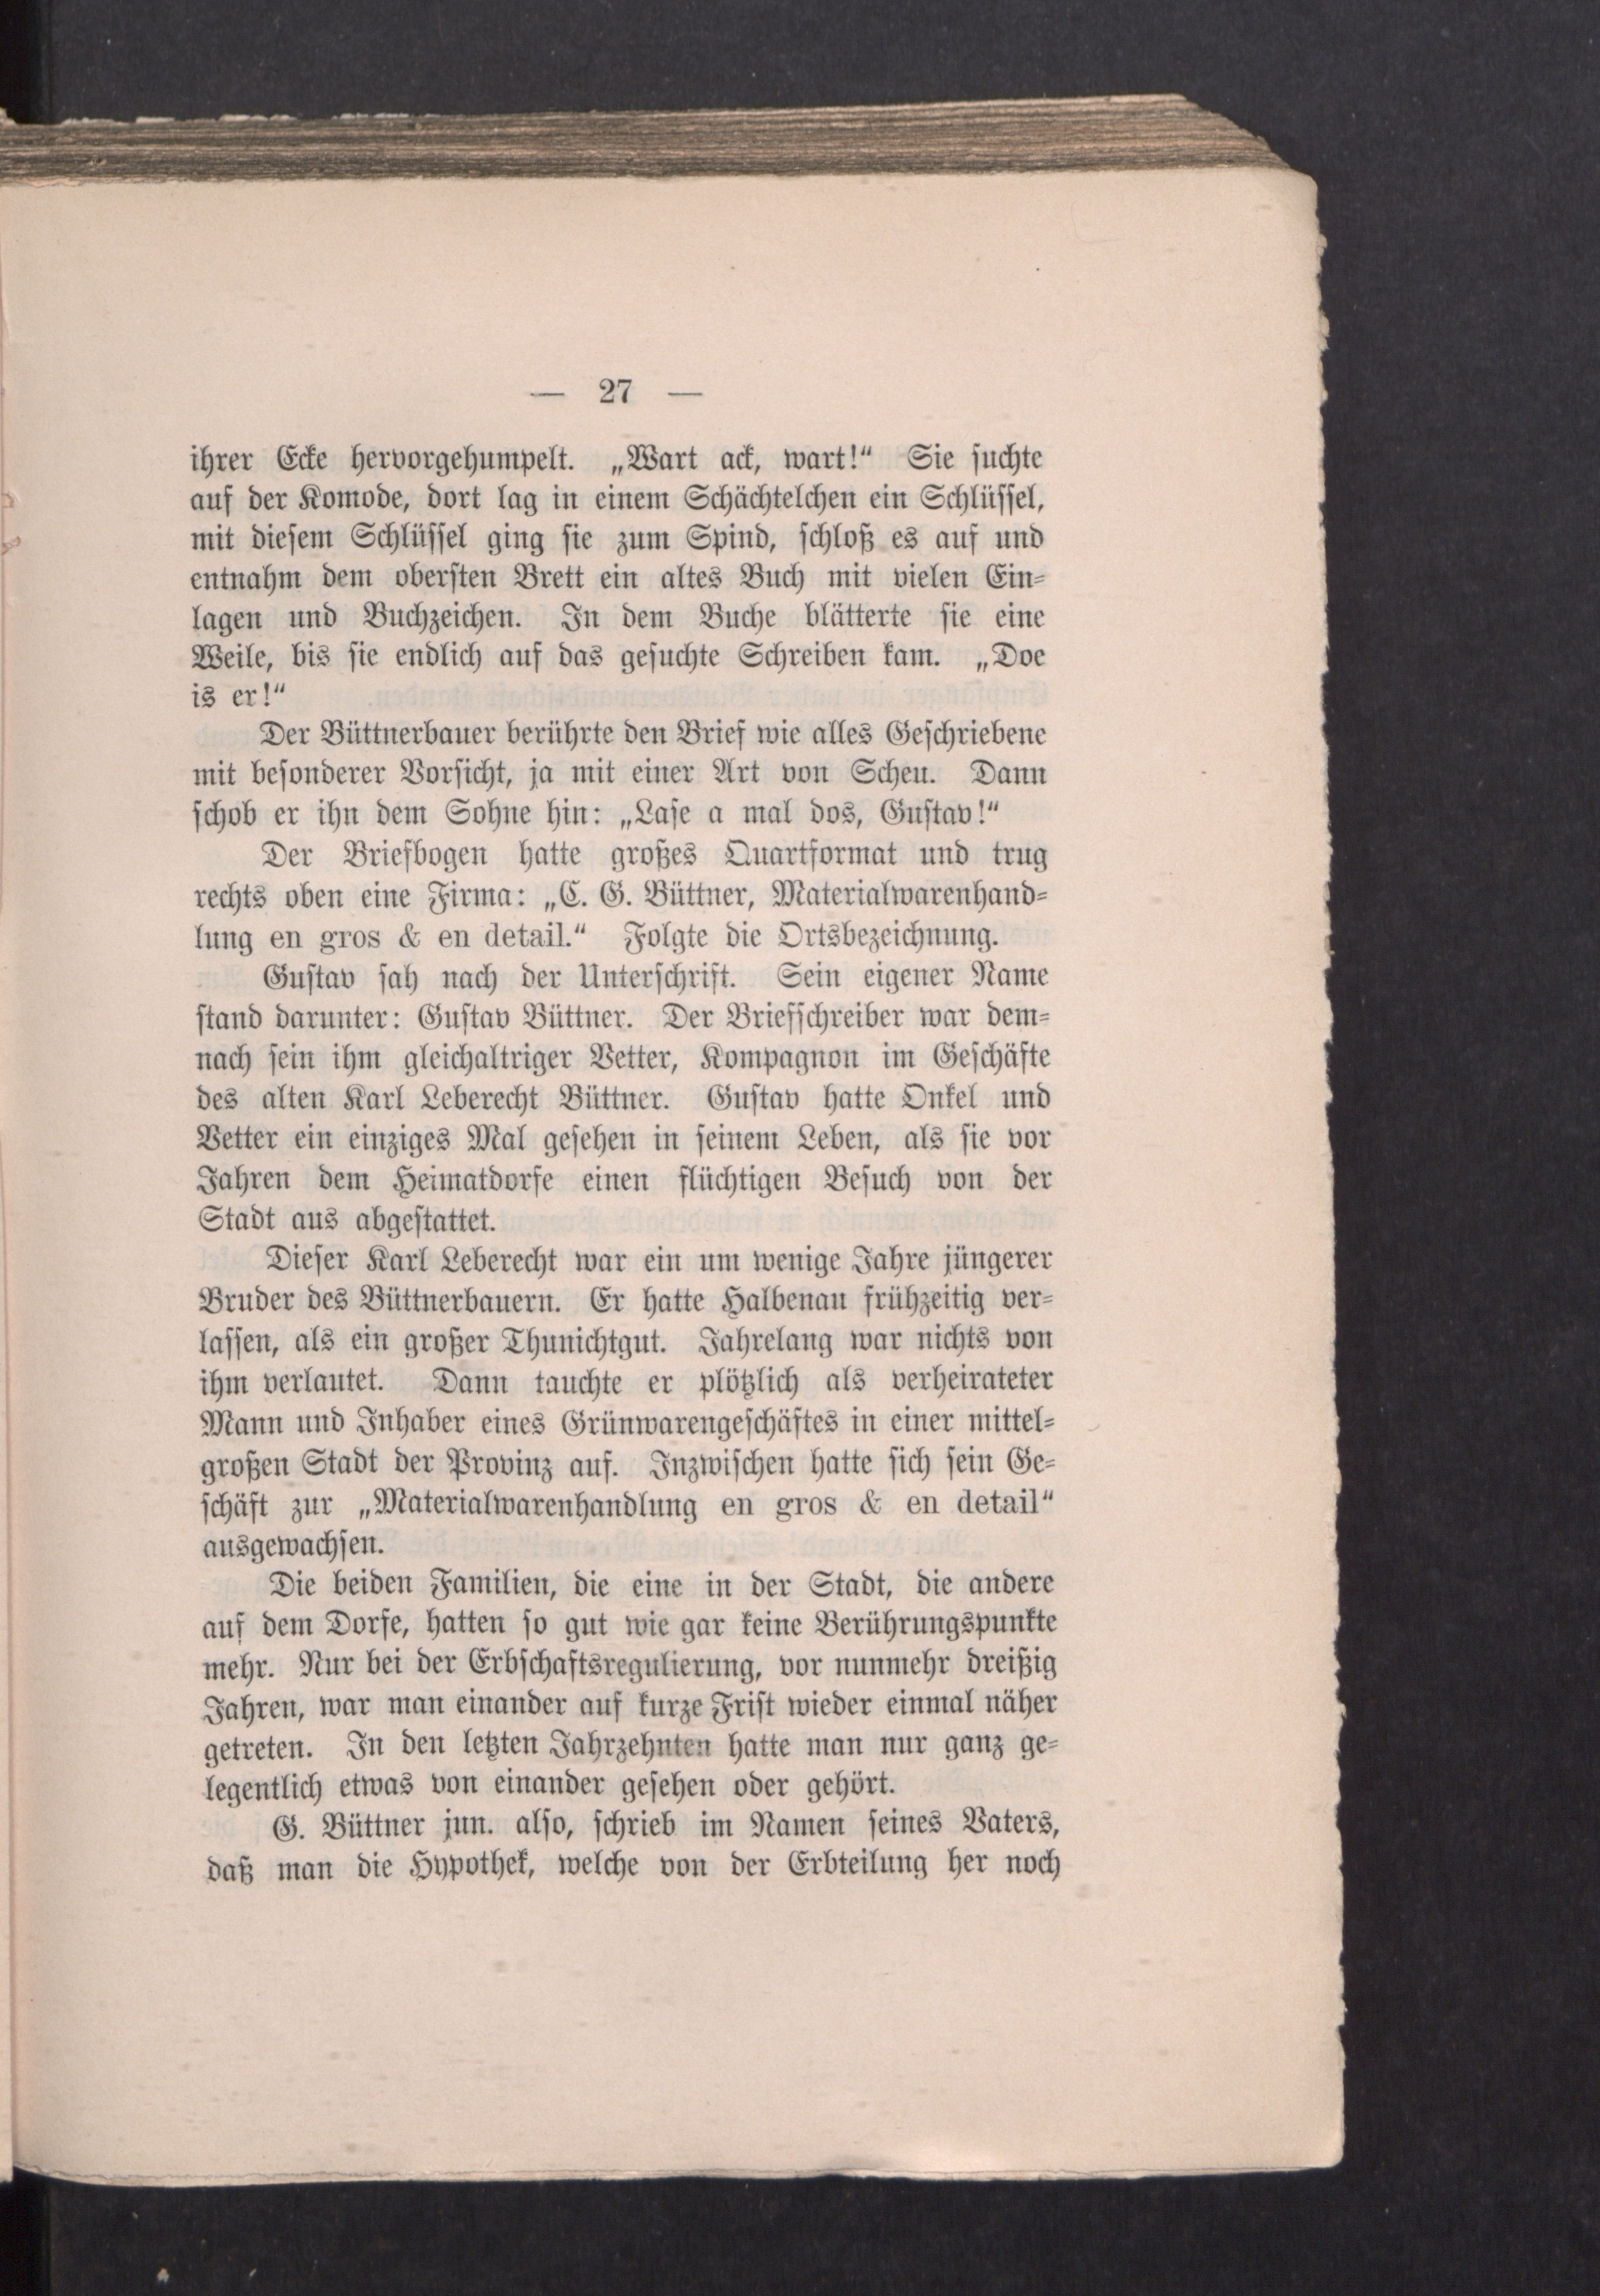 — 27 —
ihrer Ecke hervorgehumpelt. „Wart ack, wart!“ Sie suchte
auf der Komode, dort lag in einem Schächtelchen ein Schlüssel,
mit diesem Schlüssel ging sie zum Spind, schloß es auf und
entnahm dem obersten Brett ein altes Buch mit vielen Ein-
lagen und Buchzeichen. In dem Buche blätterte sie eine
Weile, bis sie endlich auf das gesuchte Schreiben kam. „Doe
is er!“
Der Büttnerbauer berührte den Brief wie alles Geschriebene
mit besonderer Vorsicht, ja mit einer Art von Scheu. Dann
schob er ihn dem Sohne hin: „Lase a mal dos, Gustav!“
Der Briefbogen hatte großes Quartformat und trug
rechts oben eine Firma: „C. G. Büttner, Materialwarenhand-
lung en gros & en detail.“ Folgte die Ortsbezeichnung.
Gustav sah nach der Unterschrift. Sein eigener Name
stand darunter: Gustav Büttner. Der Briefschreiber war dem-
nach sein ihm gleichaltriger Vetter, Kompagnon im Geschäfte
des alten Karl Leberecht Büttner. Gustav hatte Onkel und
Vetter ein einziges Mal gesehen in seinem Leben, als sie vor
Jahren dem Heimatdorfe einen flüchtigen Besuch von der
Stadt aus abgestattet.
Dieser Karl Leberecht war ein um wenige Jahre jüngerer
Bruder des Büttnerbauern. Er hatte Halbenau frühzeitig ver-
lassen, als ein großer Thunichtgut. Jahrelang war nichts von
ihm verlautet. Dann tauchte er plötzlich als verheirateter
Mann und Inhaber eines Grünwarengeschäftes in einer mittel-
großen Stadt der Provinz auf. Inzwischen hatte sich sein Ge-
schäft zur „Materialwarenhandlung en gros & en detail“
ausgewachsen.
Die beiden Familien, die eine in der Stadt, die andere
auf dem Dorfe, hatten so gut wie gar keine Berührungspunkte
mehr. Nur bei der Erbschaftsregulierung, vor nunmehr dreißig
Jahren, war man einander auf kurze Frist wieder einmal näher
getreten. In den letzten Jahrzehnten hatte man nur ganz ge-
legentlich etwas von einander gesehen oder gehört.
G. Büttner jun. also, schrieb im Namen seines Vaters,
daß man die Hypothek, welche von der Erbteilung her noch